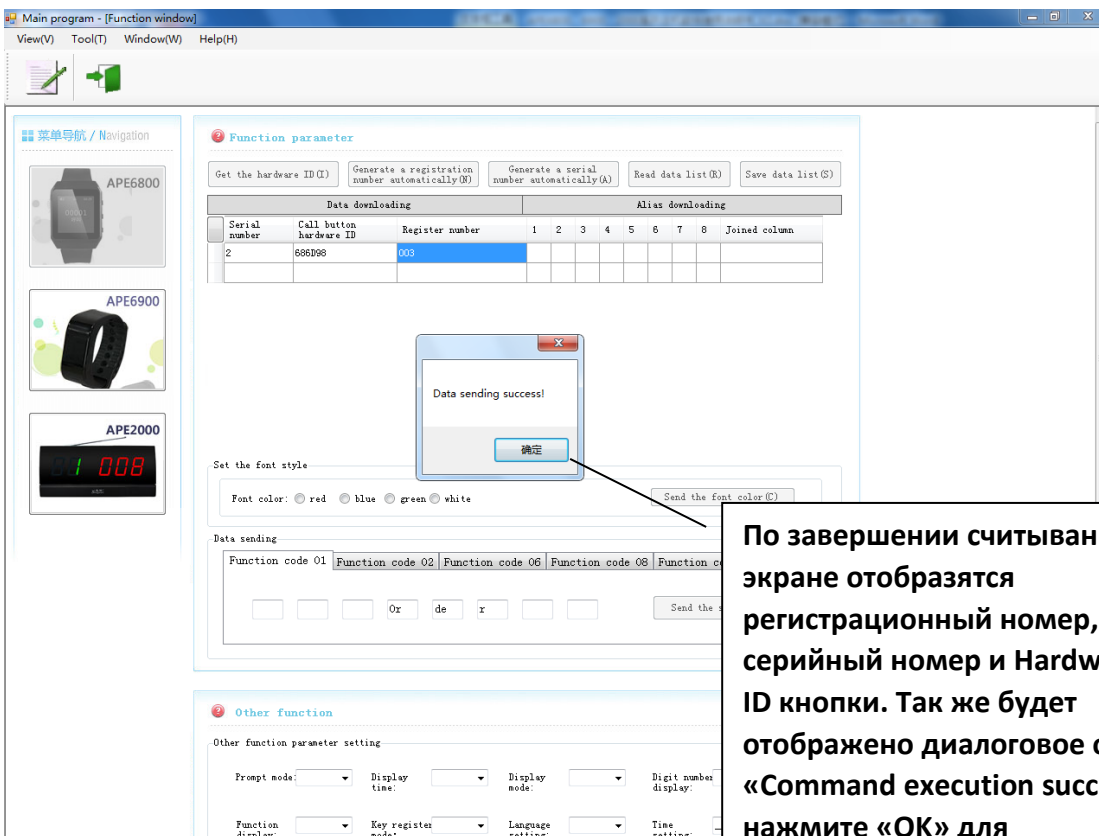 Main program - [Function window]
View(V) Tool(T) Window(W) Help(H)
菜单导航 / Navigation
APE6800
APE6900
APE2000
1 008
Function parameter
Get the hardware ID(I)
Generate a registration
number automatically(N)
Generate a serial
number automatically(A)
Read data list(R)
Save data list(S)
Data downloading
Alias downloading
Serial
number
Call button
hardware ID
Register number
1 2 3 4 5 6 7 8 Joined column
2 686D98 003
Data sending success!
确定
Set the font style
Font color: red blue green white
Send the font color(C)
Data sending
Function code 01 Function code 02 Function code 06 Function code 08 Function c
Or de r
Send the s
По завершении считыван
экране отобразятся
регистрационный номер,
серийный номер и Hardw
ID кнопки. Так же будет
отображено диалоговое о
«Command execution succ
нажмите «OK» для
Other function
Other function parameter setting
Prompt mode:
Display
time:
Display
mode:
Digit number
display:
Function
display:
Key register
mode:
Language
setting:
Time
setting: